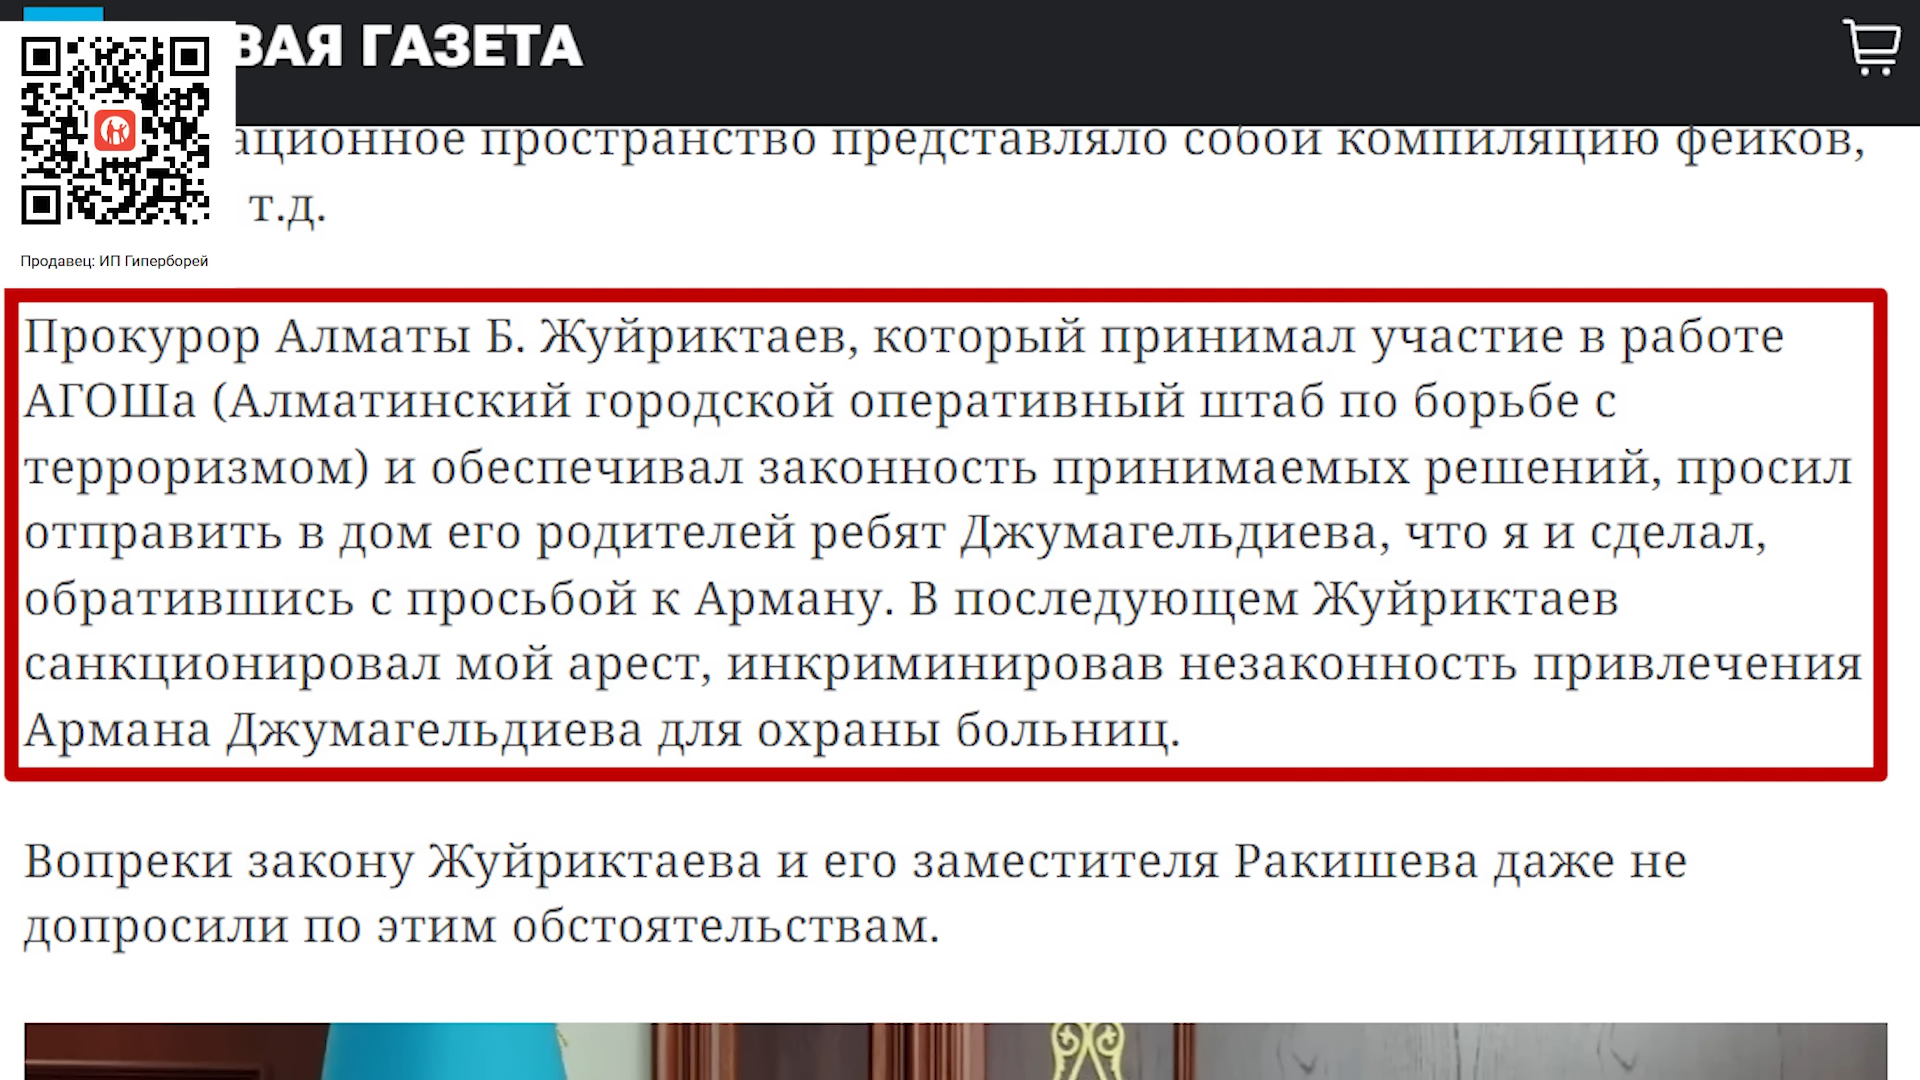 ВАЯ ГАЗЕТА
ационное пространство представляло собой компиляцию фейков,
т.д.
Продавец: ИП Гиперборей
Прокурор Алматы Б. Жуйриктаев, который принимал участие в работе
АГОШа (Алматинский городской оперативный штаб по борьбе с
терроризмом) и обеспечивал законность принимаемых решений, просил
отправить в дом его родителей ребят Джумагельдиева, что я и сделал,
обратившись с просьбой к Арману. В последующем Жуйриктаев
санкционировал мой арест, инкриминировав незаконность привлечения
Армана Джумагельдиева для охраны больниц.
Вопреки закону Жуйриктаева и его заместителя Ракишева даже не
допросили по этим обстоятельствам.